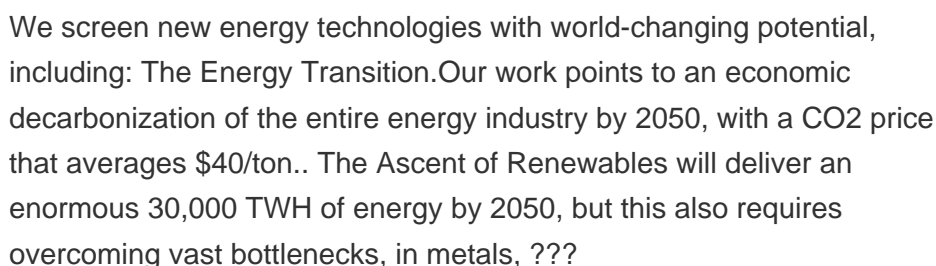 We screen new energy technologies with world-changing potential,
including: The Energy Transition.Our work points to an economic
decarbonization of the entire energy industry by 2050, with a CO2 price
that averages $40/ton.. The Ascent of Renewables will deliver an
enormous 30,000 TWH of energy by 2050, but this also requires
overcoming vast bottlenecks, in metals, ???